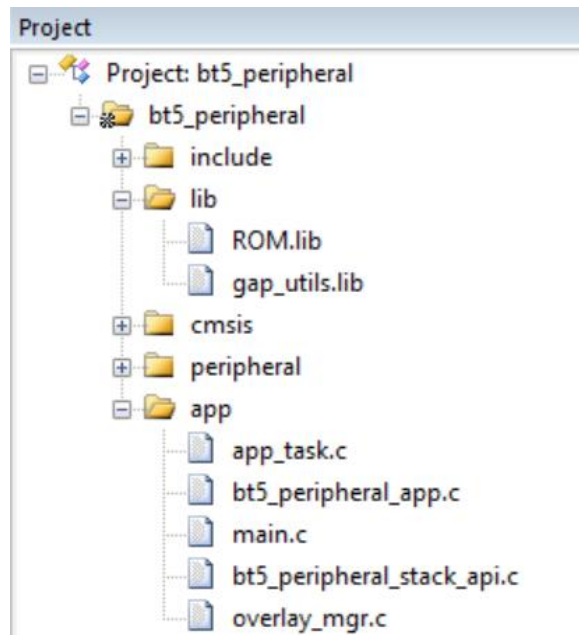 Project
Project: bt5_peripheral
bt5_peripheral
include
lib
ROM.lib
gap_utils.lib
cmsis
peripheral
app
app_task.c
bt5_peripheral_app.c
main.c
bt5_peripheral_stack_api.c
overlay_mgr.c